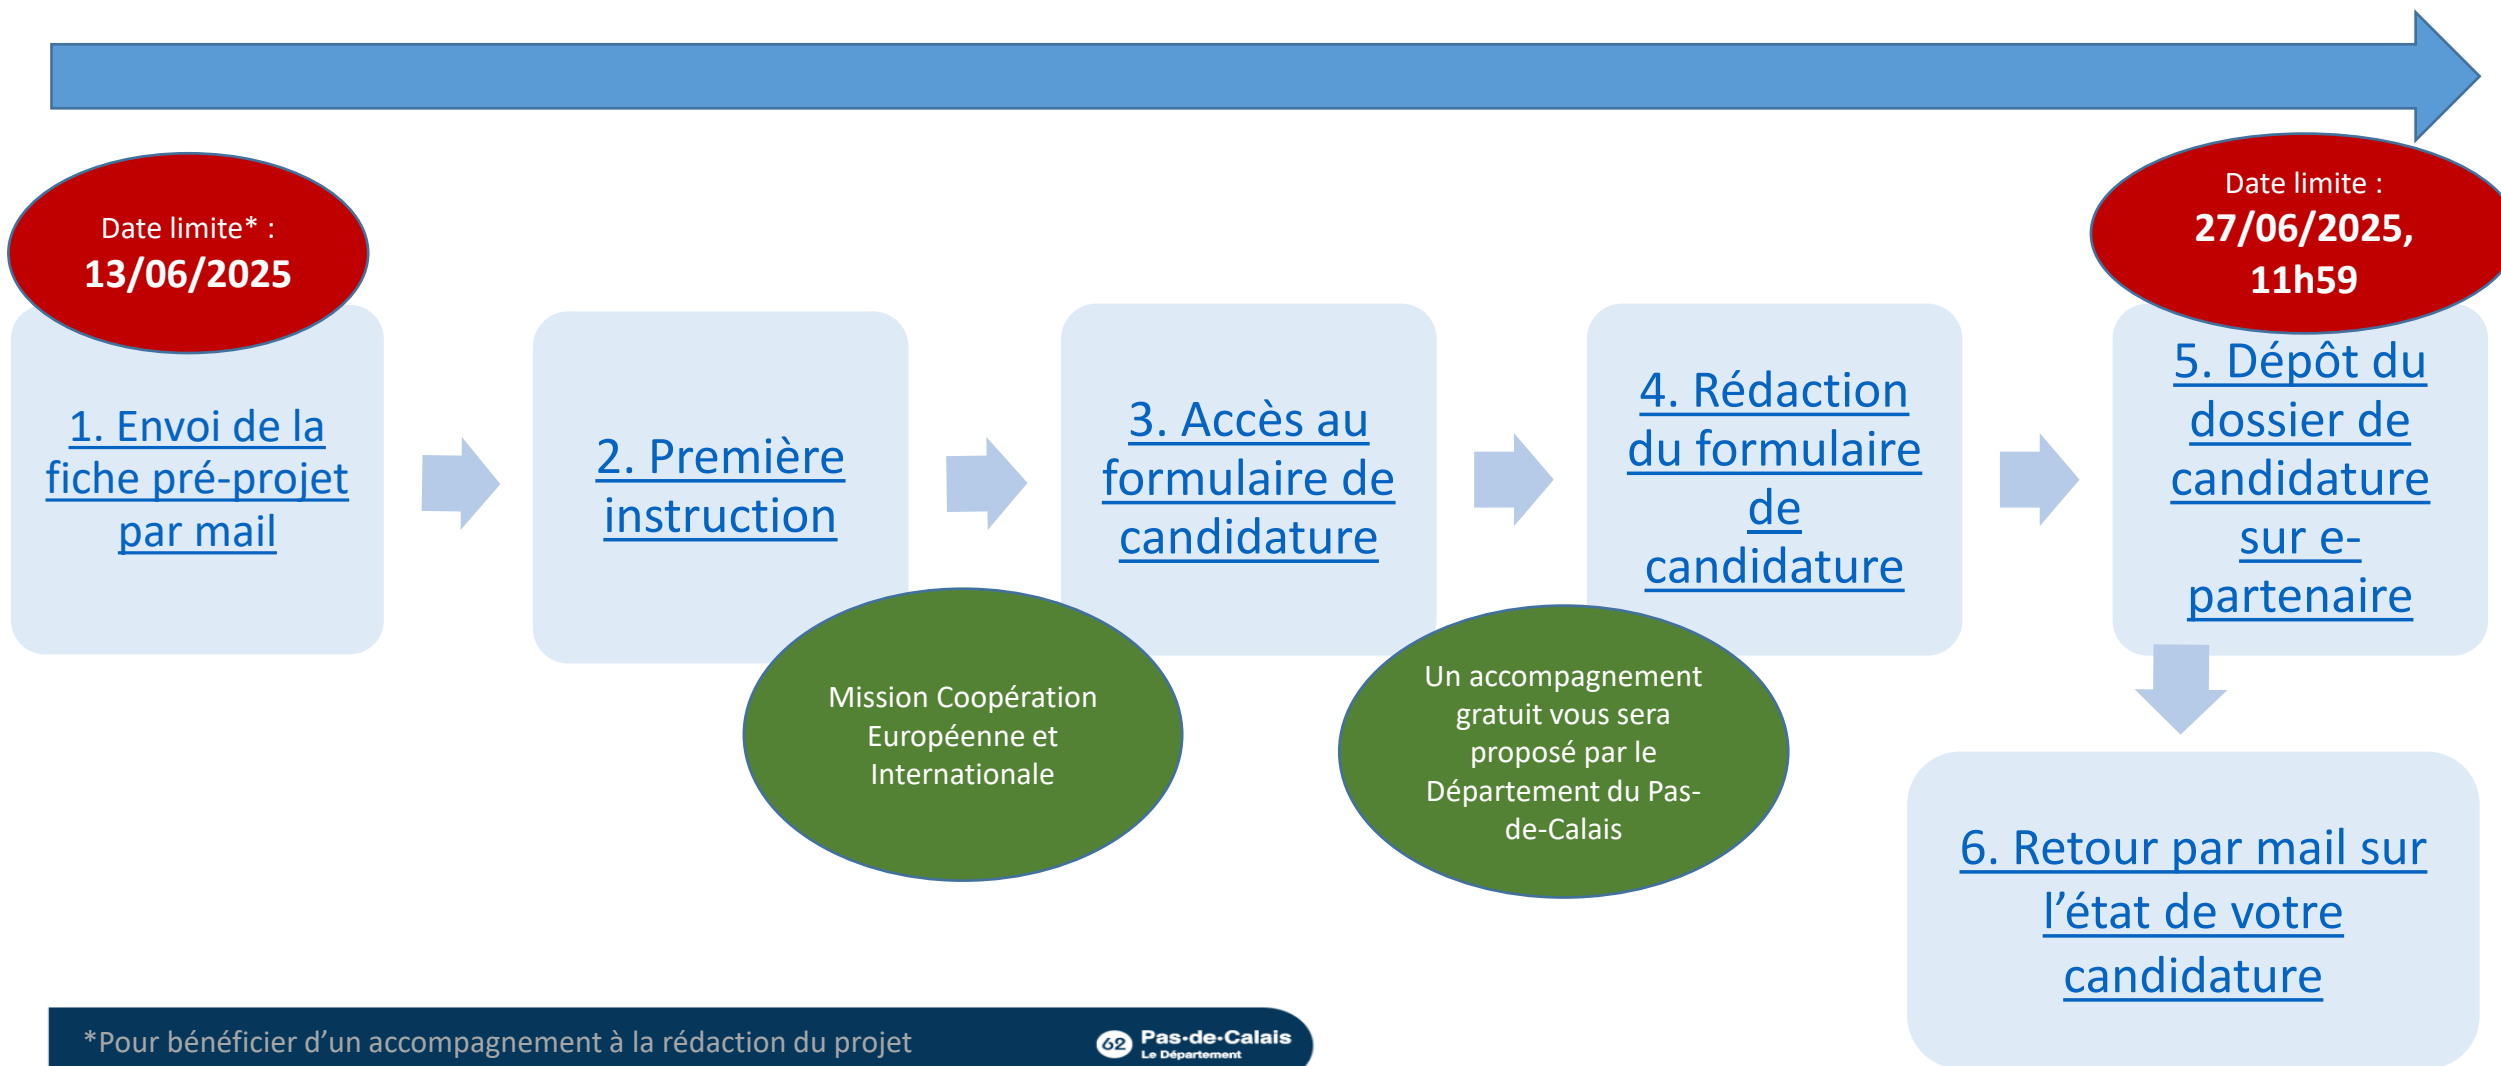 Date limite* :
13/06/2025
Date limite :
27/06/2025,
11h59
1. Envoi de la
fiche pré-projet
par mail
2. Première
instruction
3. Accès au
formulaire de
candidature
4. Rédaction
du formulaire
de
candidature
5. Dépôt du
dossier de
candidature
sur e-
partenaire
Mission Coopération
Européenne et
Internationale
Un accompagnement
gratuit vous sera
proposé par le
Département du Pas-
de-Calais
6. Retour par mail sur
l’état de votre
candidature
*Pour bénéficier d’un accompagnement à la rédaction du projet
62 Pas-de-Calais
Le Département